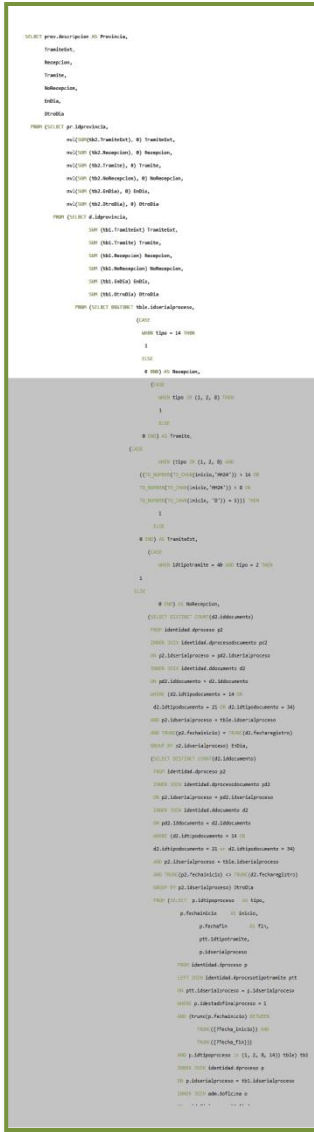 SELECT prov.descripcion AS Provincia,
TramiteExt,
Recepcion,
Tramite,
NoRecepcion,
EnDia,
OtroDia
FROM (SELECT pr.idprovincia,
nvl(SUM(tb2.TramiteExt), 0) TramiteExt,
nvl(SUM (tb2.Recepcion), 0) Recepcion,
nvl(SUM (tb2.Tramite), 0) Tramite,
nvl(SUM (tb2.NoRecepcion), 0) NoRecepcion,
nvl(SUM (tb2.EnDia), 0) EnDia,
nvl(SUM (tb2.OtroDia), 0) OtroDia
FROM (SELECT d.idprovincia,
SUM (tb1.TramiteExt) TramiteExt,
SUM (tb1.Tramite) Tramite,
SUM (tb1.Recepcion) Recepcion,
SUM (tb1.NoRecepcion) NoRecepcion,
SUM (tb1.EnDia) EnDia,
SUM (tb1.OtroDia) OtroDia
FROM (SELECT DISTINCT tble.idserialproceso,
(CASE
WHEN tipo = 14 THEN
1
ELSE
0 END) AS Recepcion,
(CASE
WHEN tipo IN (1, 2, 8) THEN
1
ELSE
0 END) AS Tramite,
(CASE
WHEN (tipo IN (1, 2, 8) AND
((TO_NUMBER(TO_CHAR(inicio,'HH24')) > 14 OR
TO_NUMBER(TO_CHAR(inicio,'HH24')) < 8 OR
TO_NUMBER(TO_CHAR(inicio, 'D')) = 1))) THEN
1
ELSE
0 END) AS TramiteExt,
(CASE
WHEN idtipotramite = 40 AND tipo = 2 THEN
1
ELSE
0 END) AS NoRecepcion,
(SELECT DISTINCT COUNT(d2.iddocumento)
FROM identidad.dproceso p2
INNER JOIN identidad.dprocesodocumento pd2
ON p2.idserialproceso = pd2.idserialproceso
INNER JOIN identidad.ddocumento d2
ON pd2.iddocumento = d2.iddocumento
WHERE (d2.idtipodocumento = 14 OR
d2.idtipodocumento = 21 OR d2.idtipodocumento = 34)
AND p2.idserialproceso = tble.idserialproceso
AND TRUNC(p2.fechainicio) = TRUNC(d2.fecharegistro)
GROUP BY p2.idserialproceso) EnDia,
(SELECT DISTINCT COUNT(d2.iddocumento)
FROM identidad.dproceso p2
INNER JOIN identidad.dprocesodocumento pd2
ON p2.idserialproceso = pd2.idserialproceso
INNER JOIN identidad.ddocumento d2
ON pd2.iddocumento = d2.iddocumento
WHERE (d2.idtipodocumento = 14 OR
d2.idtipodocumento = 21 or d2.idtipodocumento = 34)
AND p2.idserialproceso = tble.idserialproceso
AND TRUNC(p2.fechainicio) <> TRUNC(d2.fecharegistro)
GROUP BY p2.idserialproceso) OtroDia
FROM (SELECT p.idtipoproceso AS tipo,
p.fechainicio AS inicio,
p.fechafin AS fin,
ptt.idtipotramite,
p.idserialproceso
FROM identidad.dproceso p
LEFT JOIN identidad.dprocesotipotramite ptt
ON ptt.idserialproceso = p.idserialproceso
WHERE p.idestadofinalproceso = 1
AND (trunc(p.fechainicio) BETWEEN
TRUNC([?fecha_inicio]) AND
TRUNC([?fecha_fin]))
AND p.idtipoproceso in (1, 2, 8, 14)) tble) tb1
INNER JOIN identidad.dproceso p
ON p.idserialproceso = tb1.idserialproceso
INNER JOIN adm.doficina o